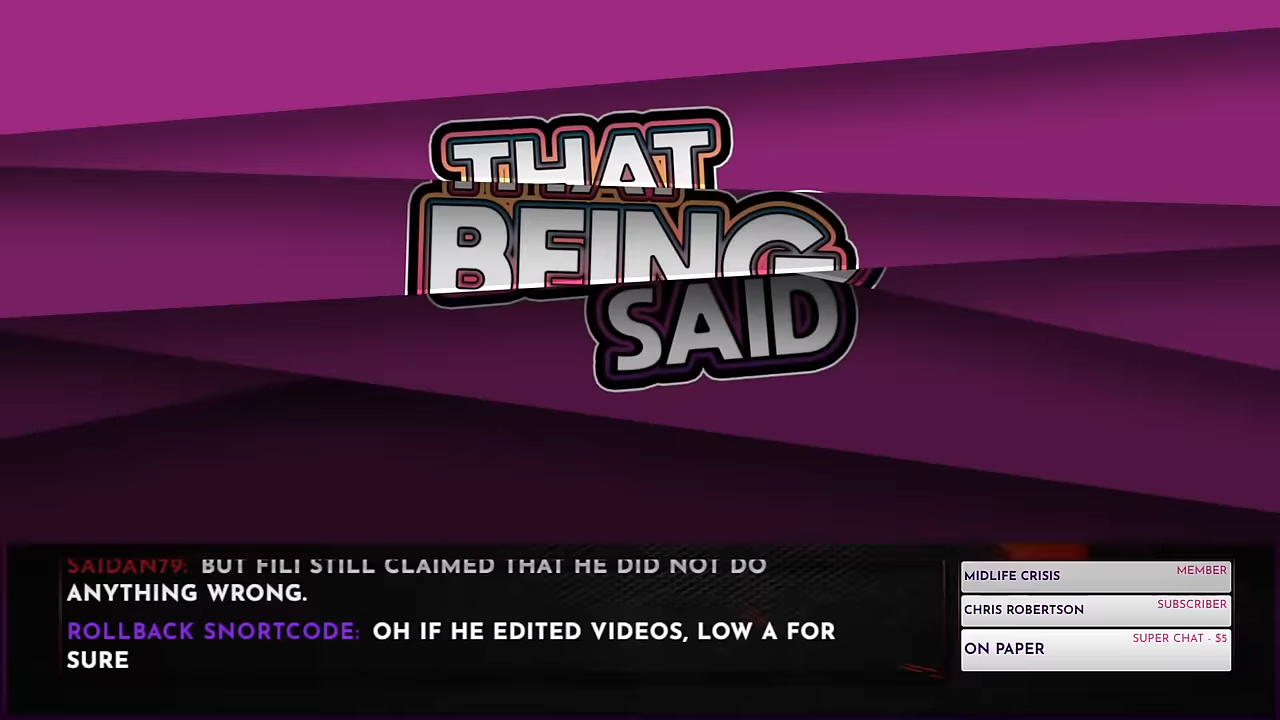 THAT
BEING
SAID
SAIDAN79: BUT FILI STILL CLAIMED THAT HE DID NOT DO
ANYTHING WRONG.
ROLLBACK SNORTCODE: OH IF HE EDITED VIDEOS, LOW A FOR
SURE
MIDLIFE CRISIS MEMBER
CHRIS ROBERTSON SUBSCRIBER
ON PAPER SUPER CHAT - $5